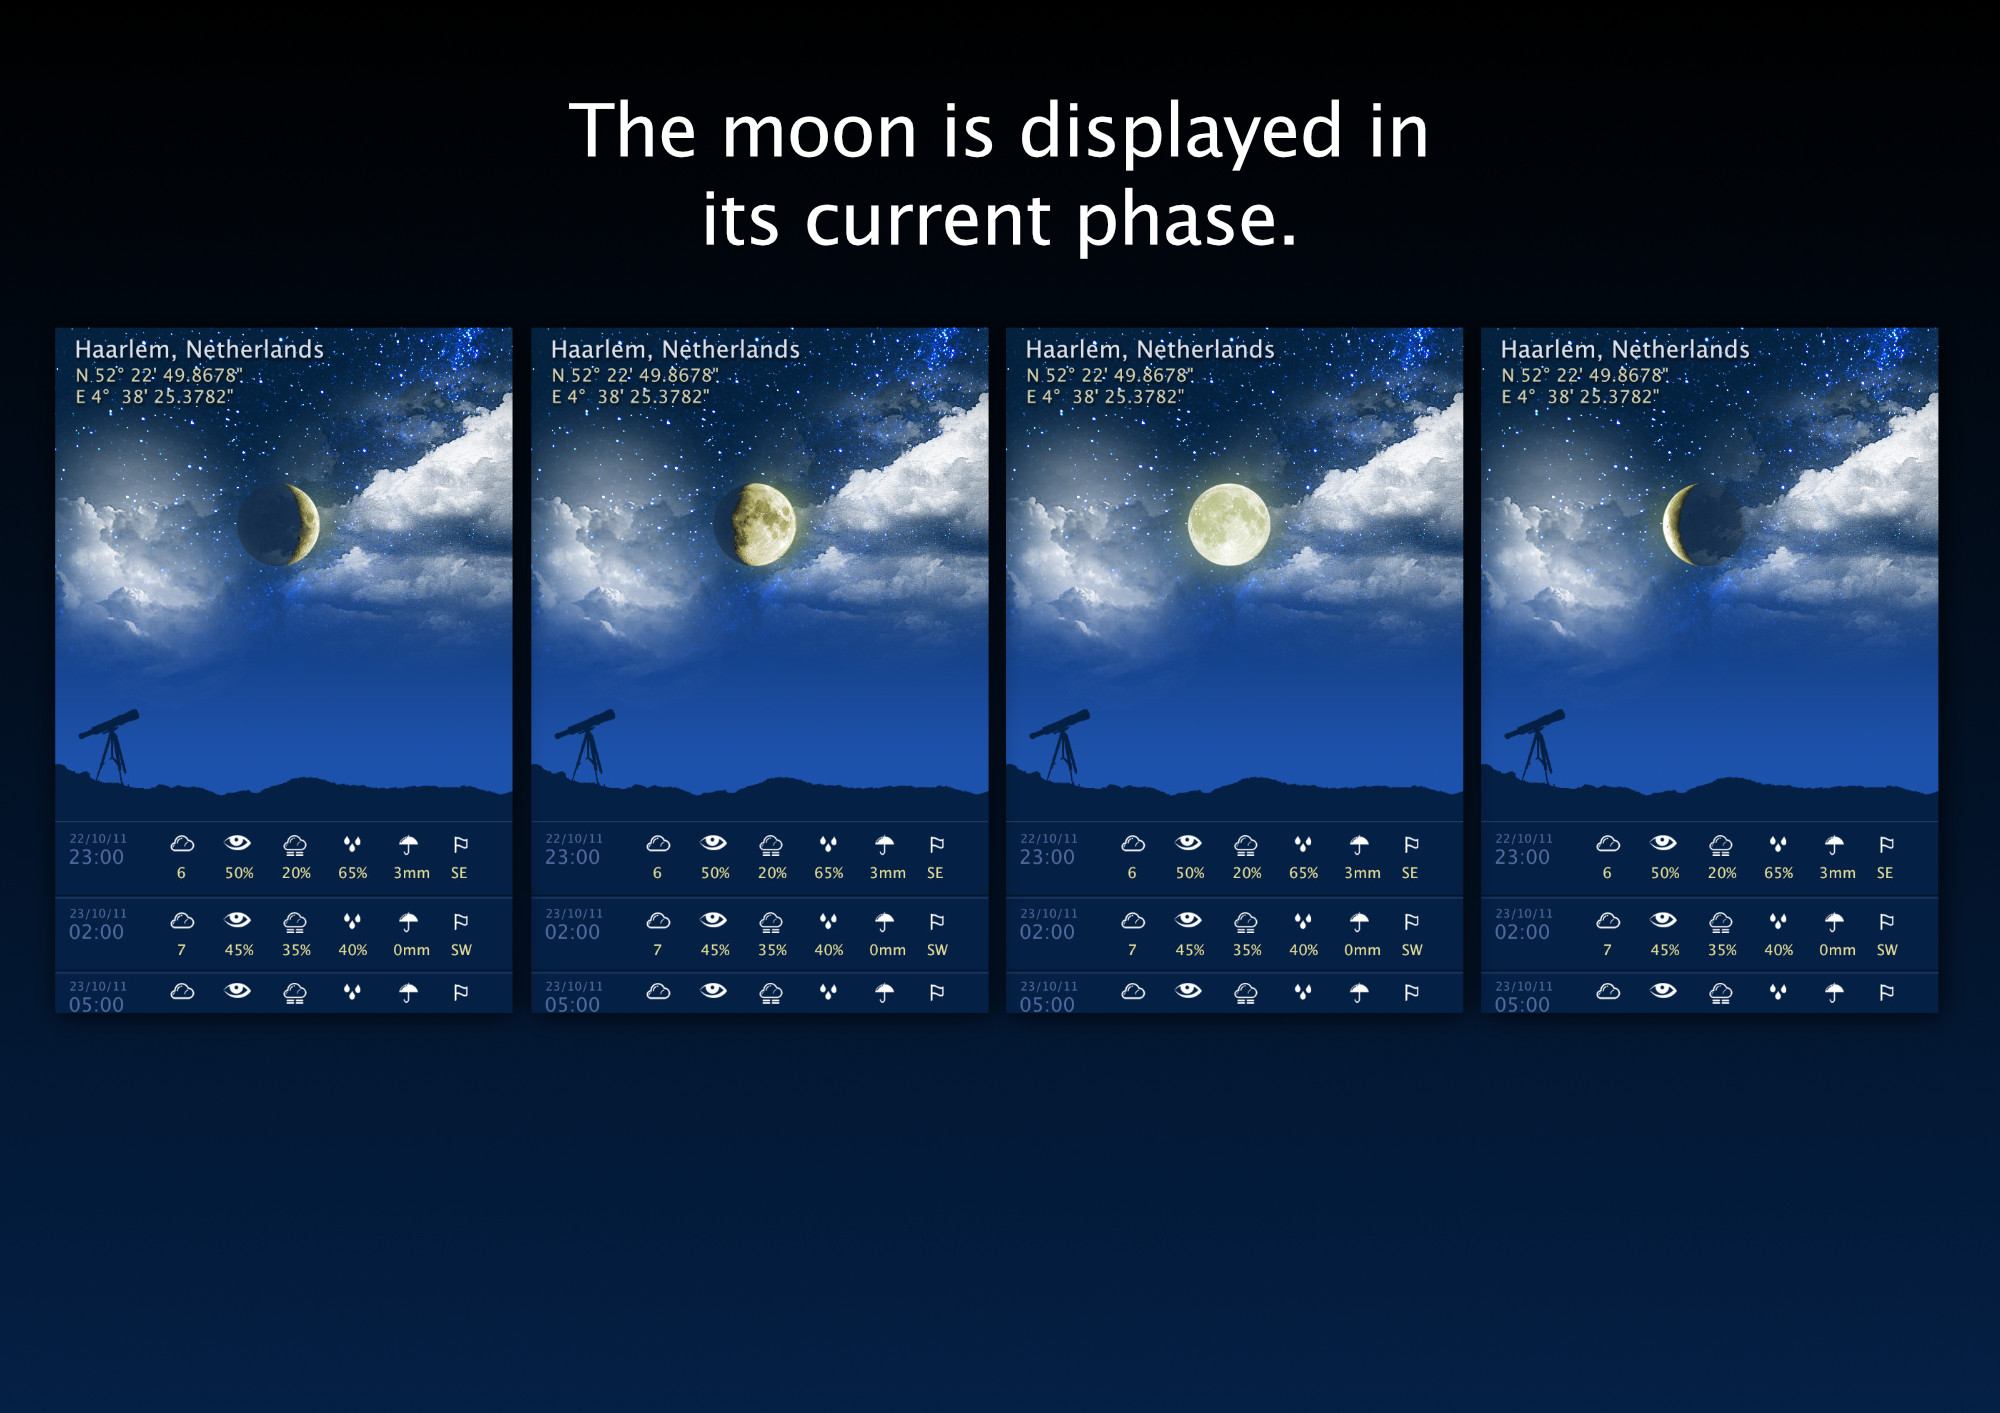 The moon is displayed in
its current phase.
Haarlem, Netherlands
N 52° 22' 49.8678"
E 4° 38' 25.3782"
22/10/11
23:00
6 50% 20% 65% 3mm SE
23/10/11
02:00
7 45% 35% 40% 0mm SW
23/10/11
05:00
Haarlem, Netherlands
N 52° 22' 49.8678"
E 4° 38' 25.3782"
22/10/11
23:00
6 50% 20% 65% 3mm SE
23/10/11
02:00
7 45% 35% 40% 0mm SW
23/10/11
05:00
Haarlem, Netherlands
N 52° 22' 49.8678"
E 4° 38' 25.3782"
22/10/11
23:00
6 50% 20% 65% 3mm SE
23/10/11
02:00
7 45% 35% 40% 0mm SW
23/10/11
05:00
Haarlem, Netherlands
N 52° 22' 49.8678"
E 4° 38' 25.3782"
22/10/11
23:00
6 50% 20% 65% 3mm SE
23/10/11
02:00
7 45% 35% 40% 0mm SW
23/10/11
05:00